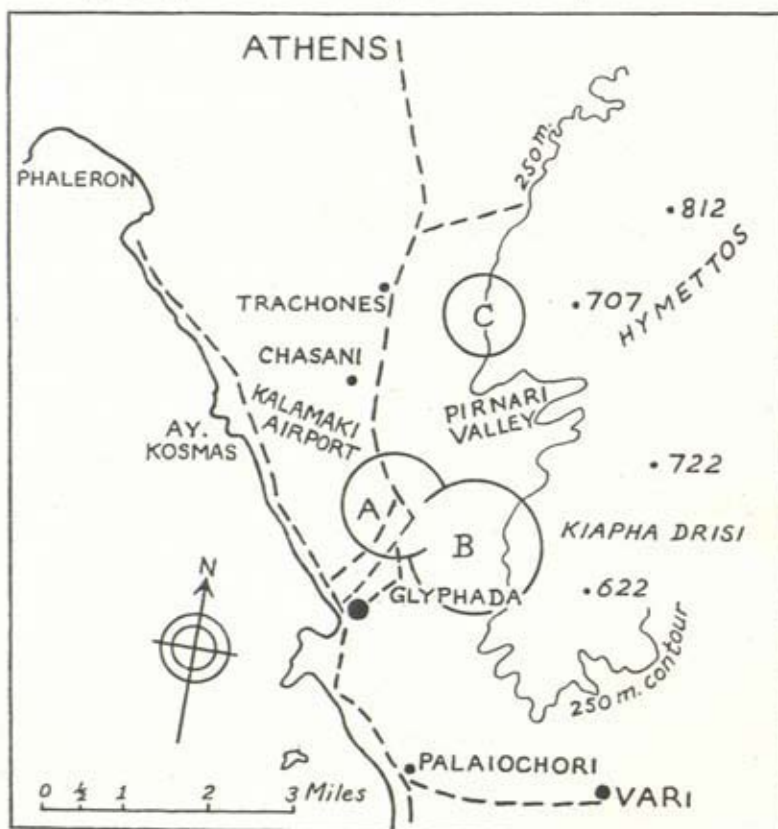 ATHENS
250 m.
PHALERON
812
HYMETTOS
707
TRACHONES
C
CHASANI
KALAMAKI
AIRPORT
PIRNARI
VALLEY
AY.
KOSMAS
722
A
B
KIAPHA DRISI
N
GLYPHADA
622
250 m. contour
PALAIOCHORI
VARI
0 ½ 1 2 3 Miles